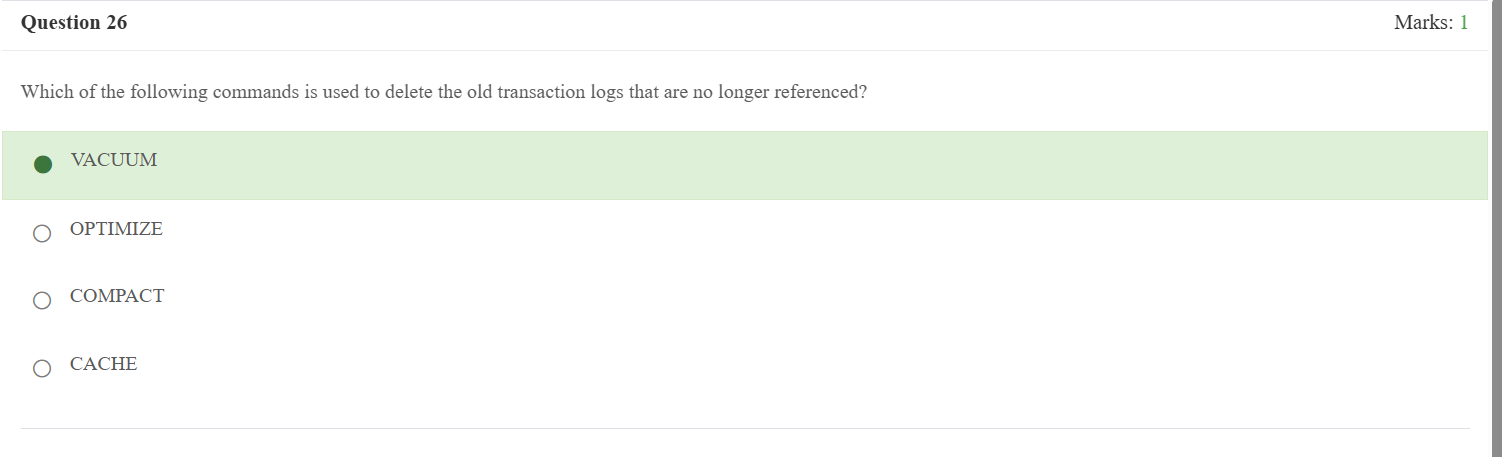 Question 26
Marks: 1
Which of the following commands is used to delete the old transaction logs that are no longer referenced?
VACUUM
OPTIMIZE
COMPACT
CACHE